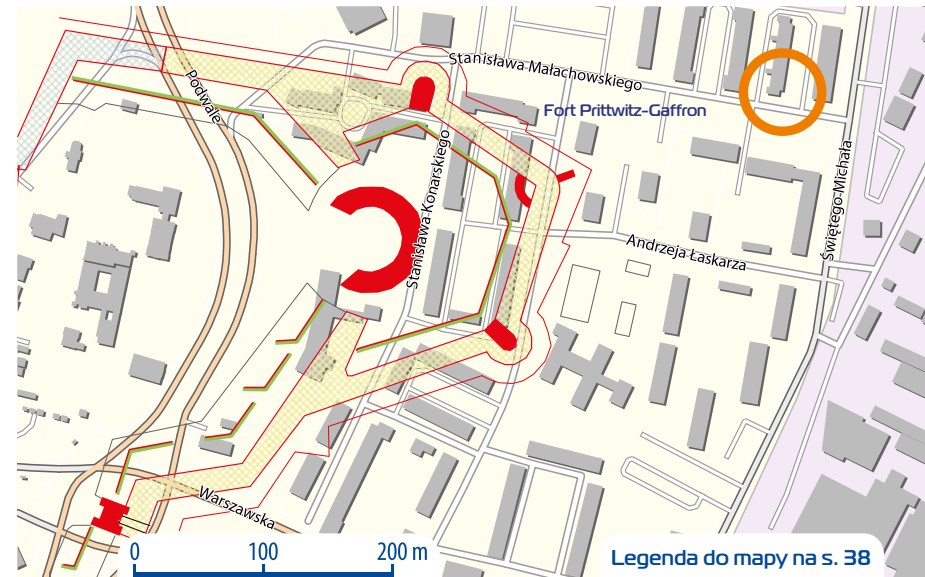 Stanisława Małachowskiego
Podwale
Fort Prittwitz-Gaffron
Stanisława Konarskiego
Świętego Michała
Andrzeja Łaskarza
Warszawska
0 100 200 m
Legenda do mapy na s. 38